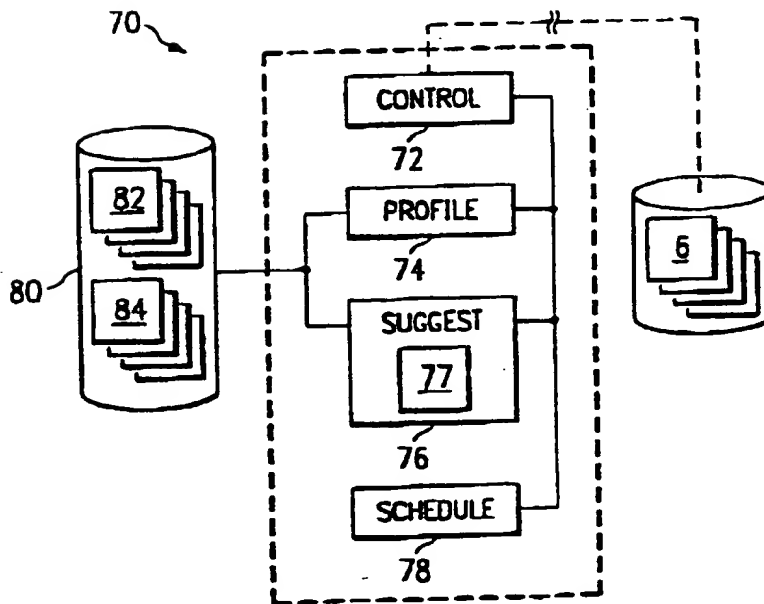 70
CONTROL
72
82
PROFILE
6
74
80
84
SUGGEST
77
76
SCHEDULE
78